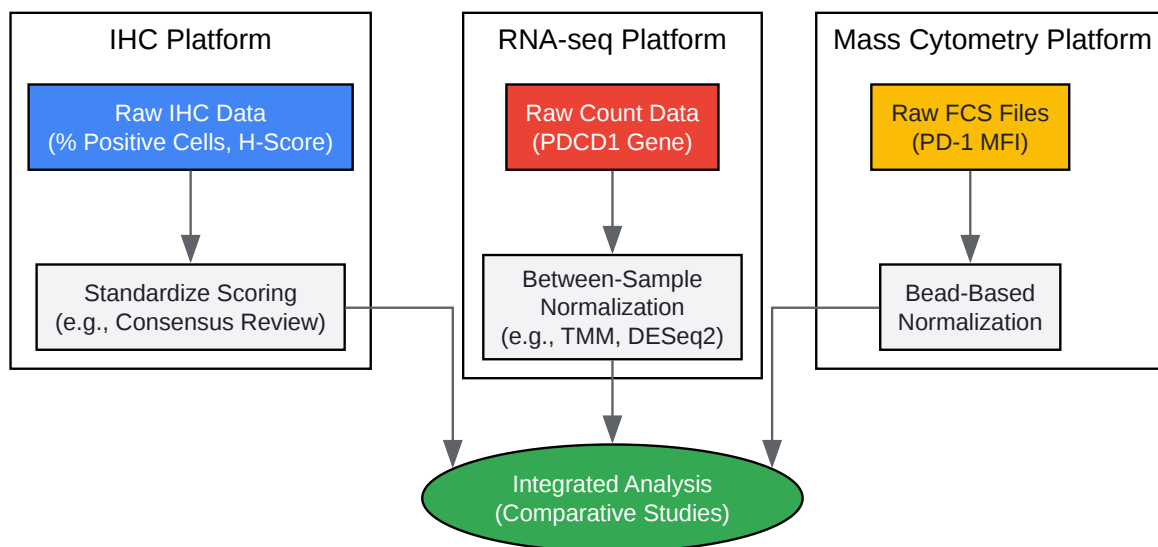 IHC Platform
Raw IHC Data
(% Positive Cells, H-Score)
Standardize Scoring
(e.g., Consensus Review)
RNA-seq Platform
Raw Count Data
(PDCD1 Gene)
Between-Sample
Normalization
(e.g., TMM, DESeq2)
Mass Cytometry Platform
Raw FCS Files
(PD-1 MFI)
Bead-Based
Normalization
Integrated Analysis
(Comparative Studies)